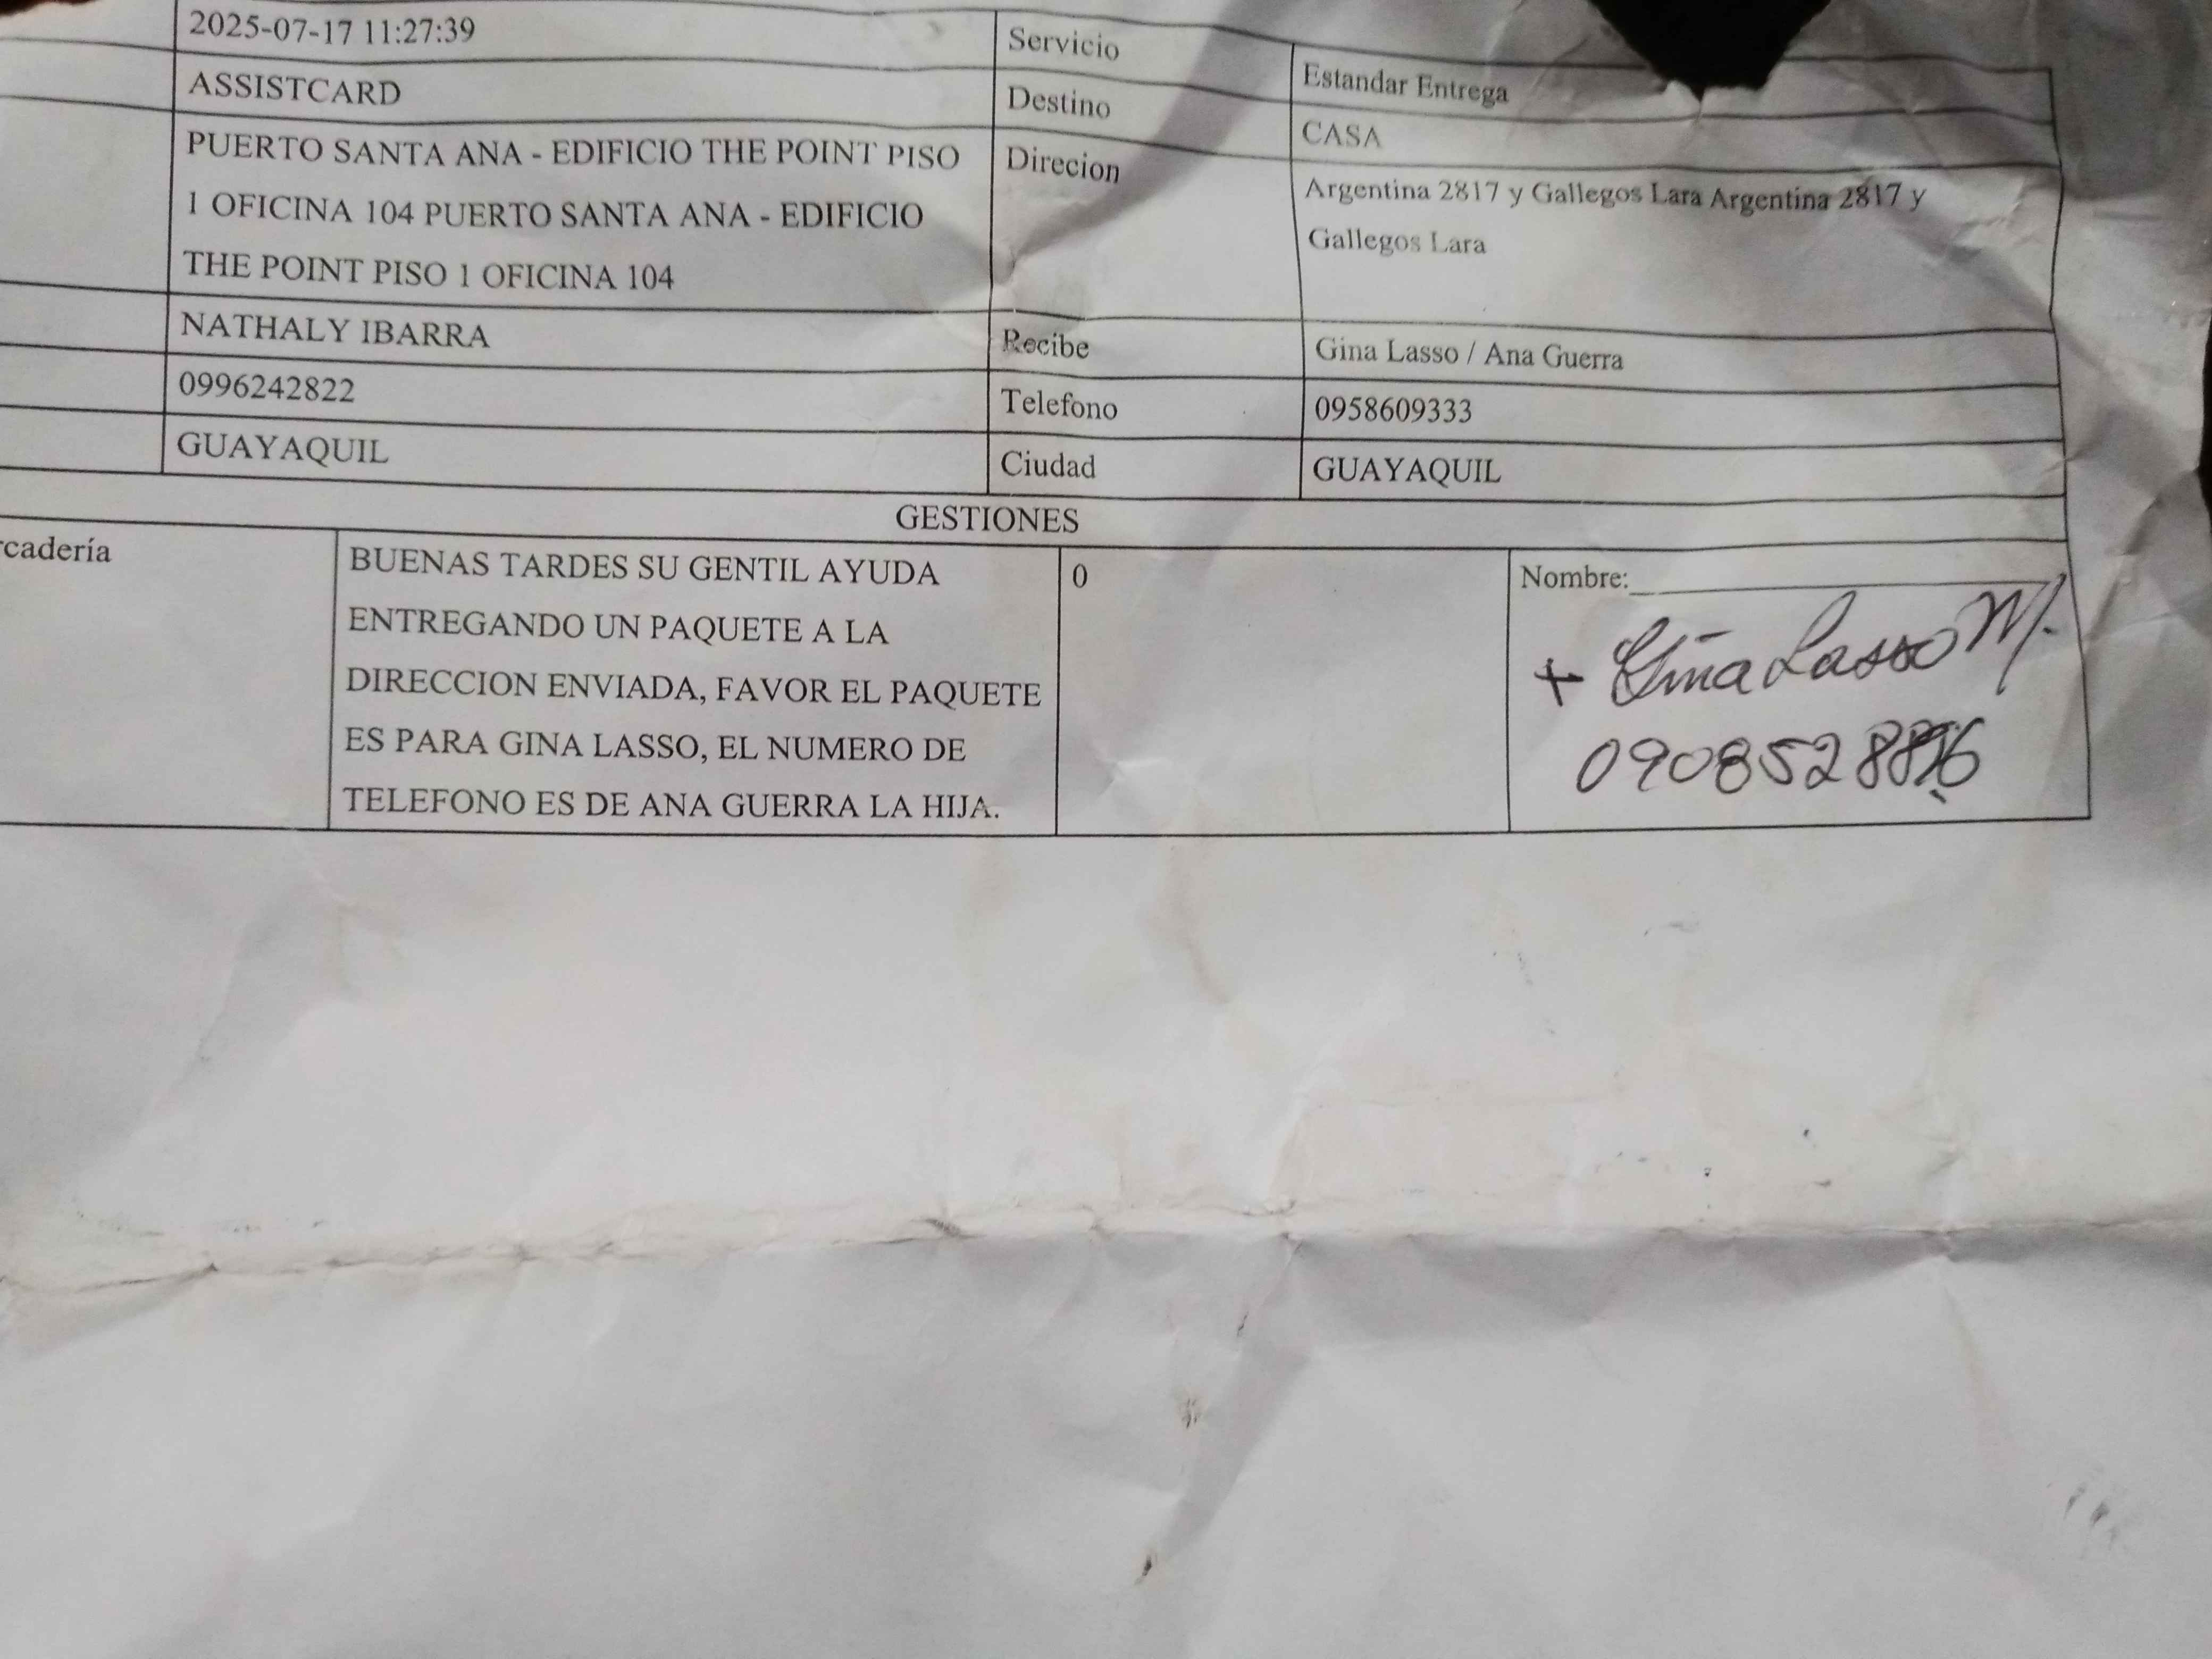 2025-07-17 11:27:39
Servicio
Estandar Entrega
ASSISTCARD
Destino
CASA
PUERTO SANTA ANA - EDIFICIO THE POINT PISO
1 OFICINA 104 PUERTO SANTA ANA - EDIFICIO
THE POINT PISO 1 OFICINA 104
Direcion
Argentina 2817 y Gallegos Lara Argentina 2817 y
Gallegos Lara
NATHALY IBARRA
Recibe
Gina Lasso / Ana Guerra
0996242822
Telefono
0958609333
GUAYAQUIL
Ciudad
GUAYAQUIL
GESTIONES
rcadería
BUENAS TARDES SU GENTIL AYUDA
ENTREGANDO UN PAQUETE A LA
DIRECCION ENVIADA, FAVOR EL PAQUETE
ES PARA GINA LASSO, EL NUMERO DE
TELEFONO ES DE ANA GUERRA LA HIJA.
0
Nombre:
+ Gina Lasso M.